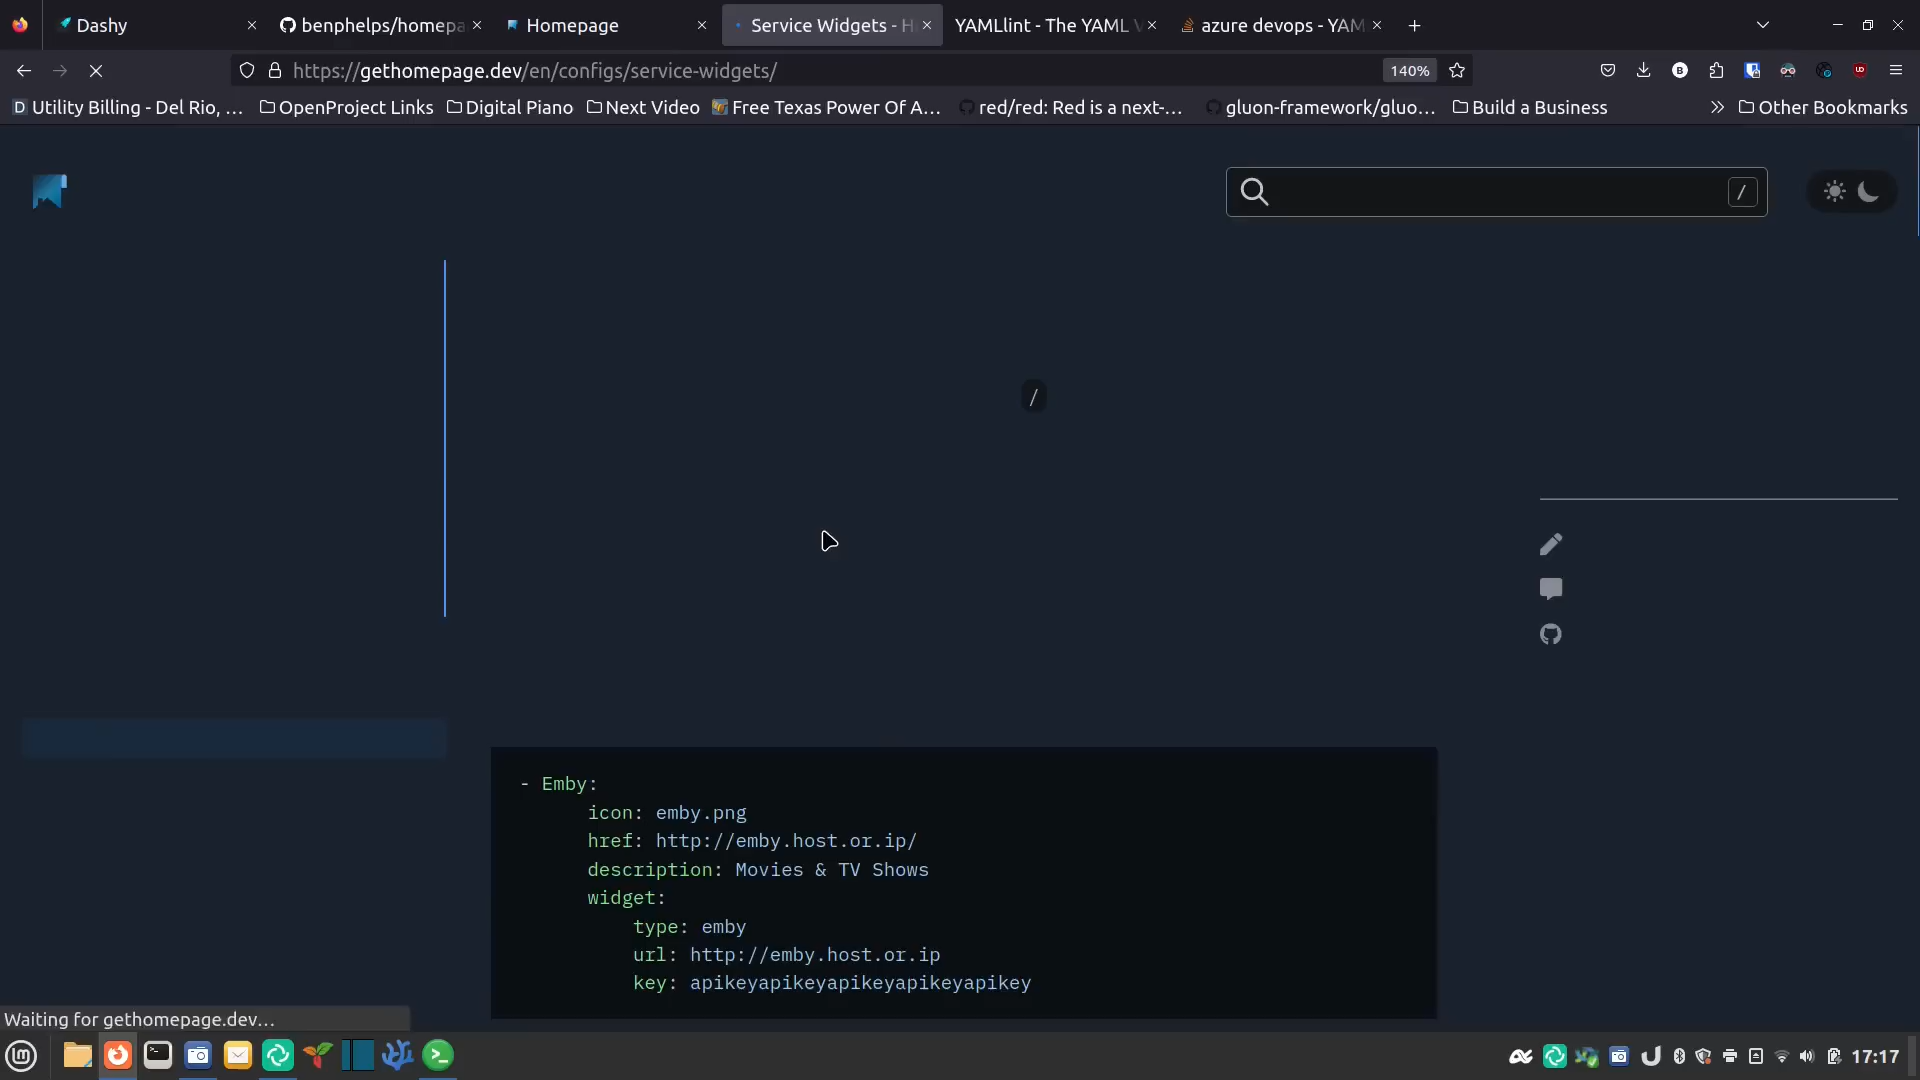 Dashy
benphelps/homepa
Homepage
Service Widgets - H
YAMLlint - The YAML V
azure devops - YAM
https://gethomepage.dev/en/configs/service-widgets/
140%
Utility Billing - Del Rio, ...
OpenProject Links
Digital Piano
Next Video
Free Texas Power Of A...
red/red: Red is a next-...
gluon-framework/gluo...
Build a Business
Other Bookmarks
/
/
- Emby:
icon: emby.png
href: http://emby.host.or.ip/
description: Movies & TV Shows
widget:
type: emby
url: http://emby.host.or.ip
key: apikeyapikeyapikeyapikeyapikey
Waiting for gethomepage.dev...
17:17